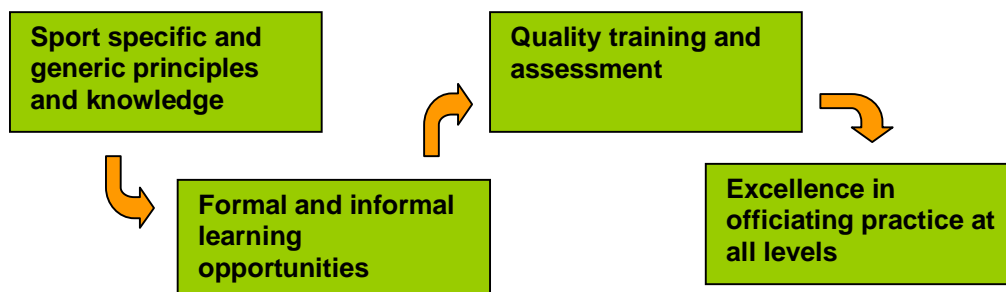 Sport specific and
generic principles
and knowledge
Formal and informal
learning
opportunities
Quality training and
assessment
Excellence in
officiating practice at
all levels